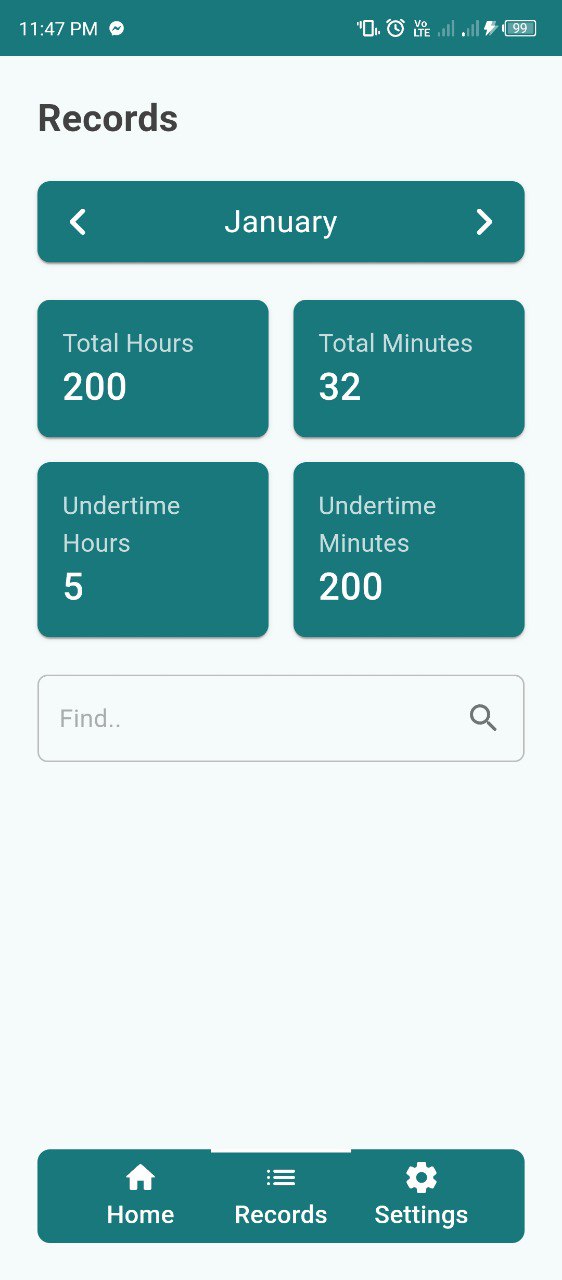 11:47 PM
Vo
LTE
99
Records
January
Total Hours
200
Total Minutes
32
Undertime
Hours
5
Undertime
Minutes
200
Find..
Home
Records
Settings